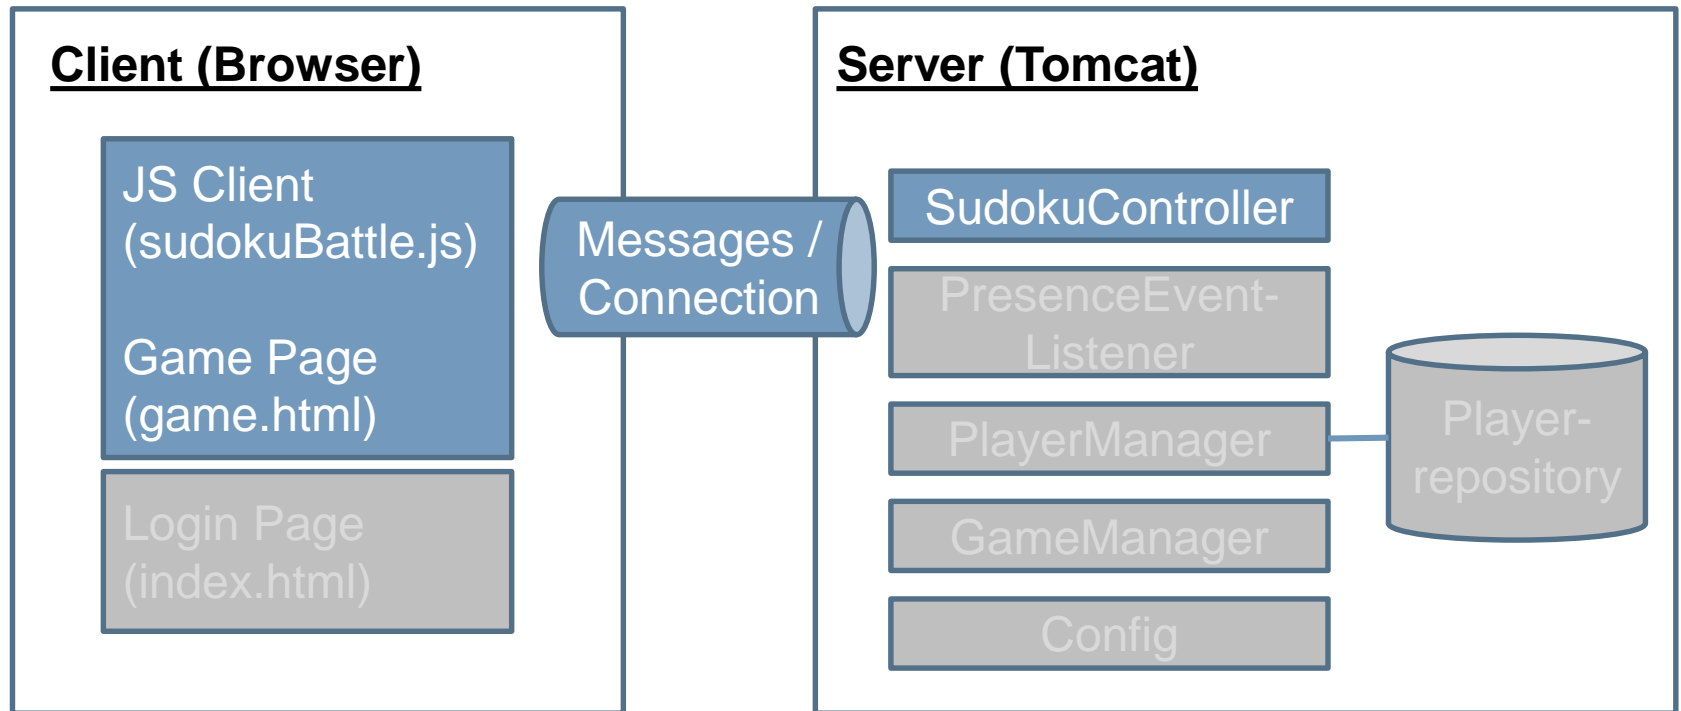 Client (Browser)
JS Client
(sudokuBattle.js)
Game Page
(game.html)
Login Page
(index.html)
Messages /
Connection
Server (Tomcat)
SudokuController
PresenceEvent-
Listener
PlayerManager
GameManager
Config
Player-
repository